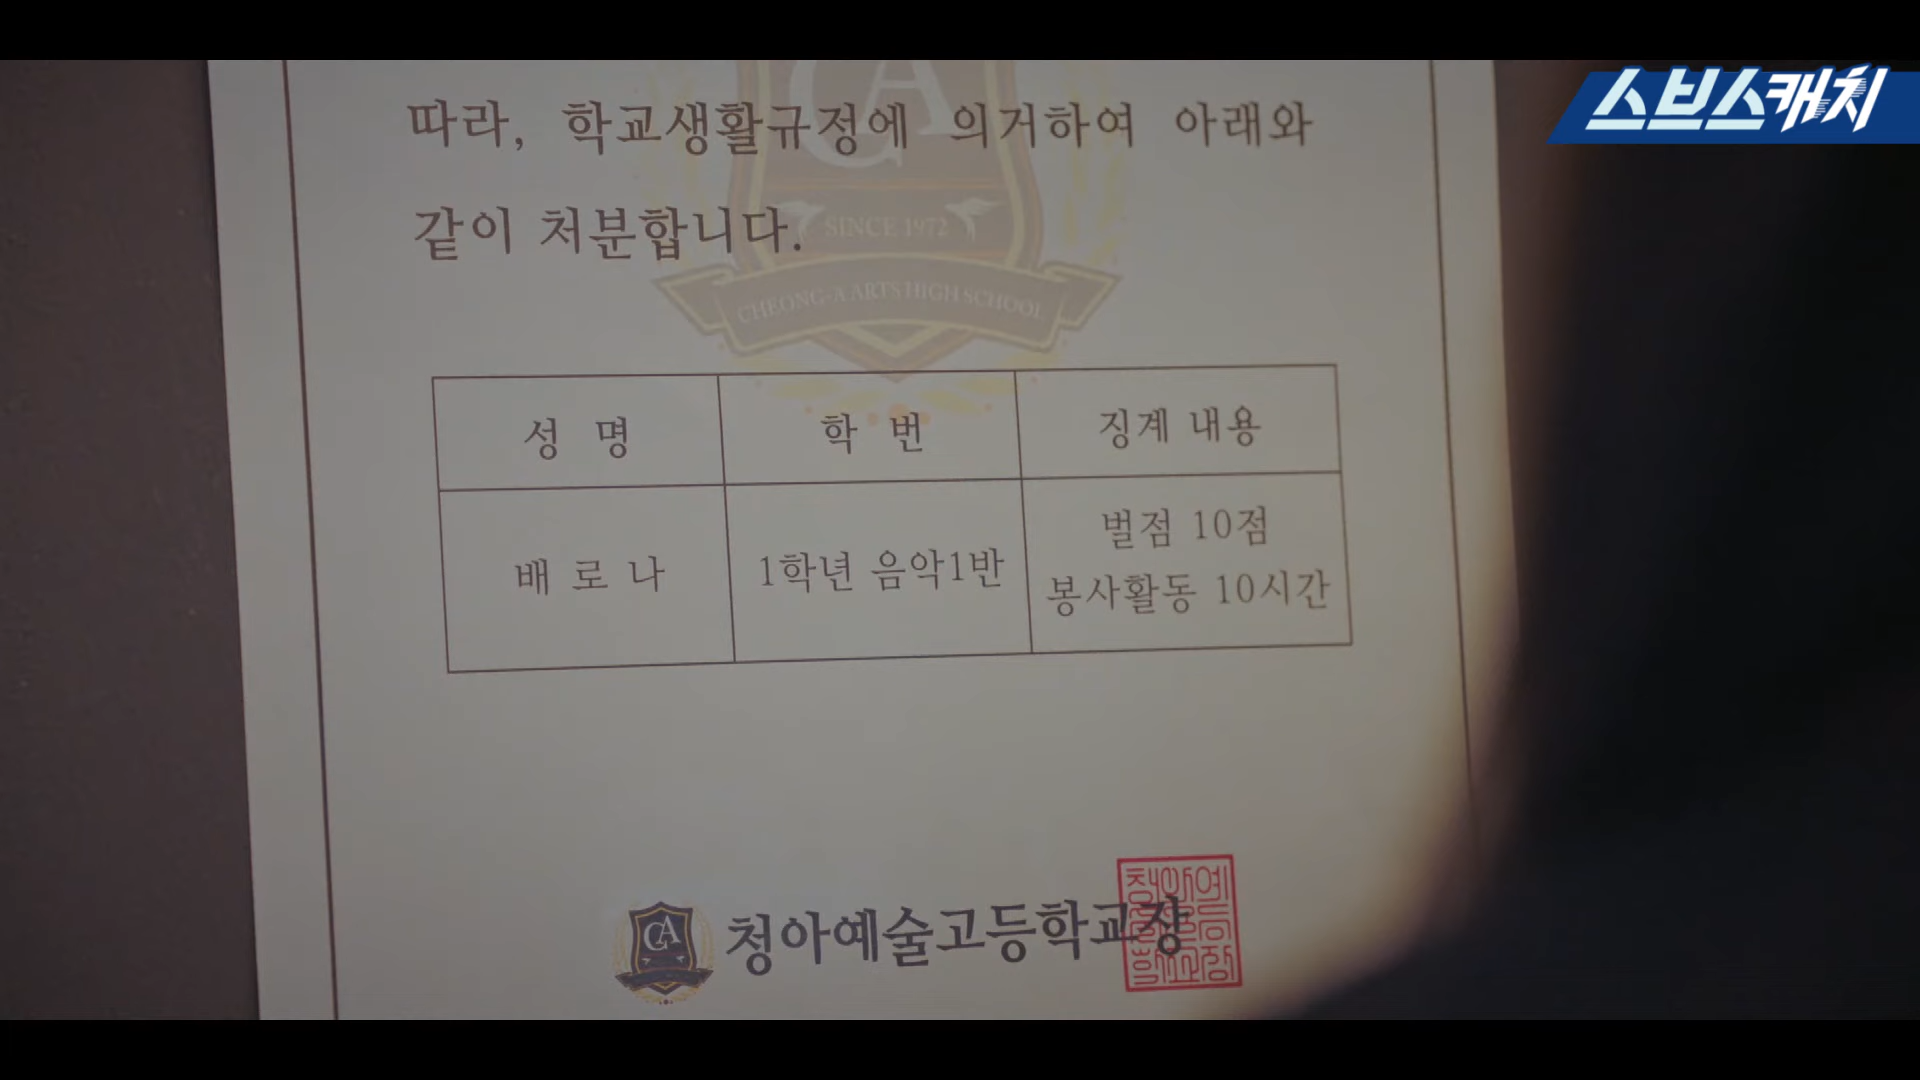 스브스캐치
따라, 학교생활규정에 의거하여 아래와
같이 처분합니다.
CA
SINCE 1972
CHEONG-A ARTS HIGH SCHOOL
성 명 학 번 징계 내용
배 로 나 1학년 음악1반 벌점 10점
봉사활동 10시간
CA
청아예술고등학교장